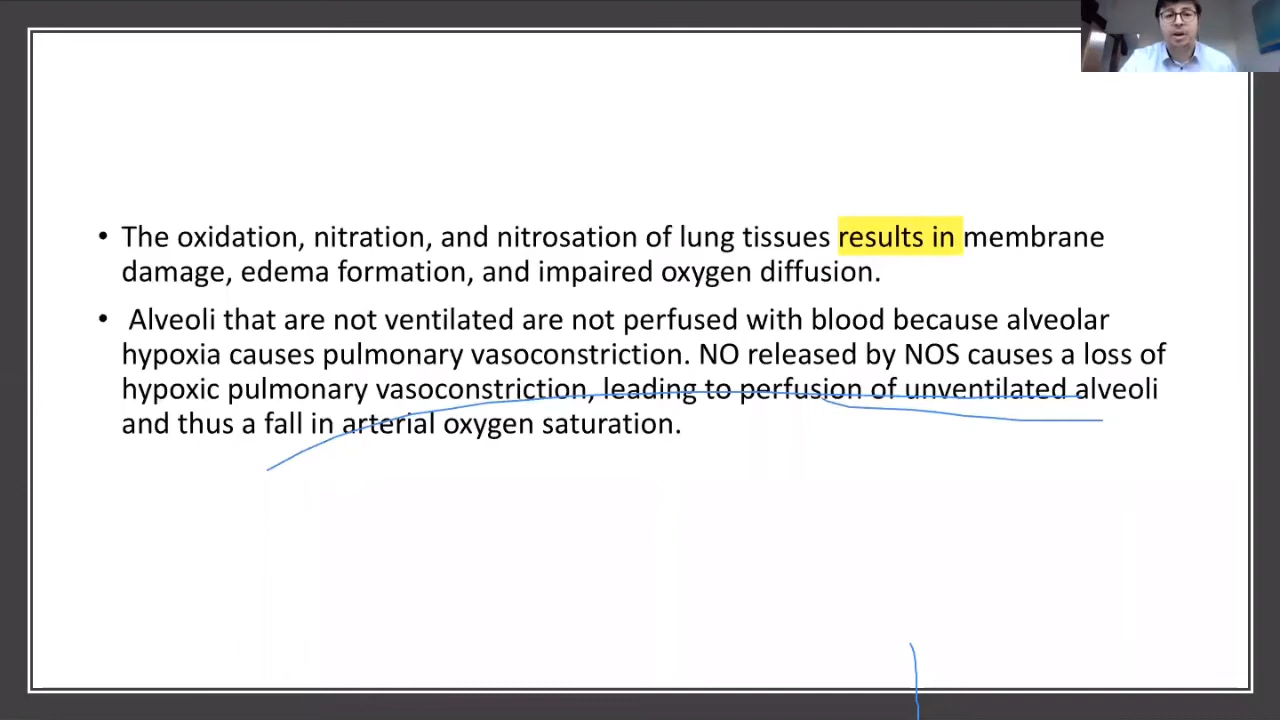 • The oxidation, nitration, and nitrosation of lung tissues results in membrane
damage, edema formation, and impaired oxygen diffusion.
• Alveoli that are not ventilated are not perfused with blood because alveolar
hypoxia causes pulmonary vasoconstriction. NO released by NOS causes a loss of
hypoxic pulmonary vasoconstriction, leading to perfusion of unventilated alveoli
and thus a fall in arterial oxygen saturation.